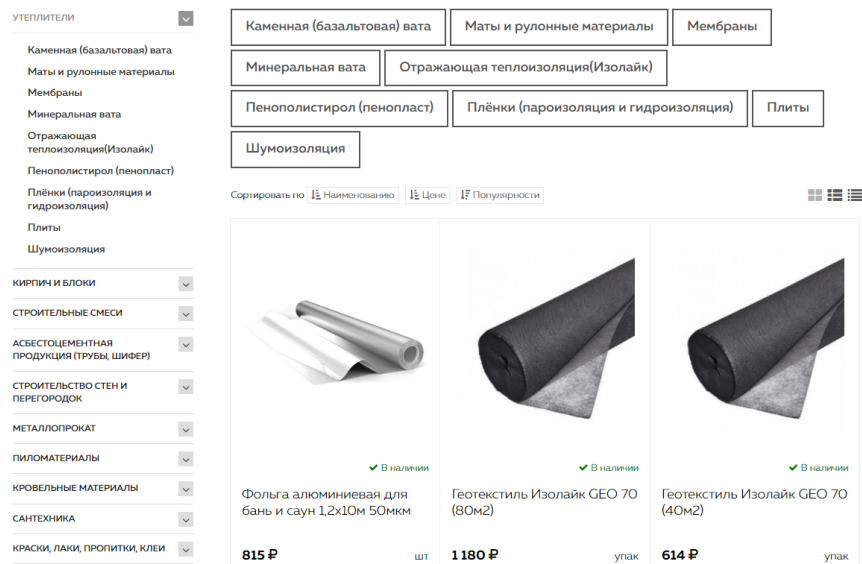 УТЕПЛИТЕЛИ
Каменная (базальтовая) вата
Маты и рулонные материалы
Мембраны
Минеральная вата
Отражающая
теплоизоляция(Изолайк)
Пенополистирол (пенопласт)
Плёнки (пароизоляция и
гидроизоляция)
Плиты
Шумоизоляция
КИРПИЧ И БЛОКИ
СТРОИТЕЛЬНЫЕ СМЕСИ
АСБЕСТОЦЕМЕНТНАЯ
ПРОДУКЦИЯ (ТРУБЫ, ШИФЕР)
СТРОИТЕЛЬСТВО СТЕН И
ПЕРЕГОРОДОК
МЕТАЛЛОПРОКАТ
ПИЛОМАТЕРИАЛЫ
КРОВЕЛЬНЫЕ МАТЕРИАЛЫ
САНТЕХНИКА
КРАСКИ, ЛАКИ, ПРОПИТКИ, КЛЕИ
Каменная (базальтовая) вата Маты и рулонные материалы Мембраны
Минеральная вата Отражающая теплоизоляция(Изолайк)
Пенополистирол (пенопласт) Плёнки (пароизоляция и гидроизоляция) Плиты
Шумоизоляция
Сортировать по Наименованию Цене Популярности
В наличии
Фольга алюминиевая для
бань и саун 1,2х10м 50мкм
815 ₽ шт
В наличии
Геотекстиль Изолайк GEO 70
(80м2)
1 180 ₽ упак
В наличии
Геотекстиль Изолайк GEO 70
(40м2)
614 ₽ упак